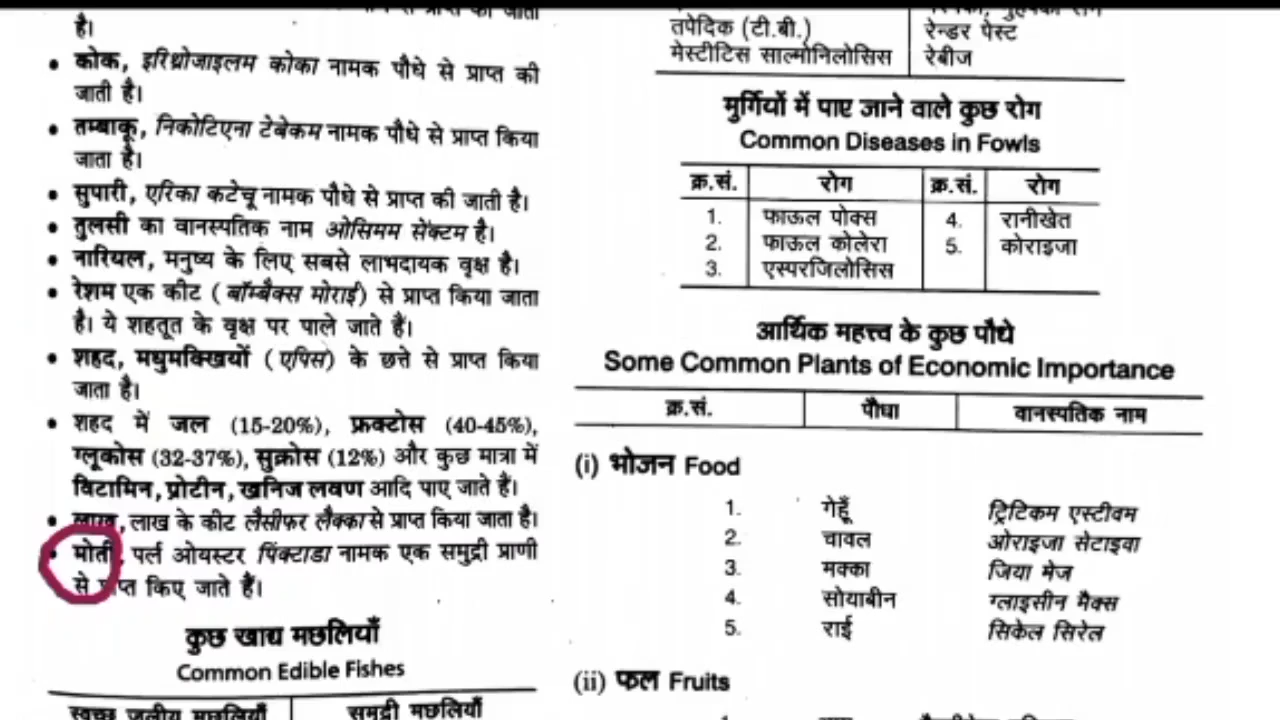 है।
• कोक, इरिथ्रोजाइलम कोका नामक पौधे से प्राप्त की
जाती है।
• तम्बाकू, निकोटिएना टेबेकम नामक पौधे से प्राप्त किया
जाता है।
• सुपारी, एरिका कटेचू नामक पौधे से प्राप्त की जाती है।
• तुलसी का वानस्पतिक नाम ओसिमम सेंक्टम है।
• नारियल, मनुष्य के लिए सबसे लाभदायक वृक्ष है।
• रेशम एक कीट (बॉम्बैक्स मोराई) से प्राप्त किया जाता
है। ये शहतूत के वृक्ष पर पाले जाते हैं।
• शहद, मधुमक्खियों (एपिस) के छत्ते से प्राप्त किया
जाता है।
• शहद में जल (15-20%), फ्रक्टोस (40-45%),
ग्लूकोस (32-37%), सुक्रोस (12%) और कुछ मात्रा में
विटामिन, प्रोटीन, खनिज लवण आदि पाए जाते हैं।
• लाख, लाख के कीट लैसीफर लैक्का से प्राप्त किया जाता है।
• मोती, पर्ल ओयस्टर पिंक्टाडा नामक एक समुद्री प्राणी
से प्राप्त किए जाते हैं।
कुछ खाद्य मछलियाँ
Common Edible Fishes
स्वच्छ जलीय मछलियाँ समुद्री मछलियाँ
तपेदिक (टी.बी.) रेन्डर पेस्ट
मेस्टीटिस साल्मोनिलोसिस रेबीज
मुर्गियों में पाए जाने वाले कुछ रोग
Common Diseases in Fowls
क्र.सं. रोग क्र.सं. रोग
1. फाऊल पोक्स 4. रानीखेत
2. फाऊल कोलेरा 5. कोराइजा
3. एस्परजिलोसिस
आर्थिक महत्त्व के कुछ पौधे
Some Common Plants of Economic Importance
क्र.सं. पौधा वानस्पतिक नाम
(i) भोजन Food
1. गेहूँ ट्रिटिकम एस्टीवम
2. चावल ओराइजा सेटाइवा
3. मक्का जिया मेज
4. सोयाबीन ग्लाइसीन मैक्स
5. राई सिकेल सिरेल
(ii) फल Fruits